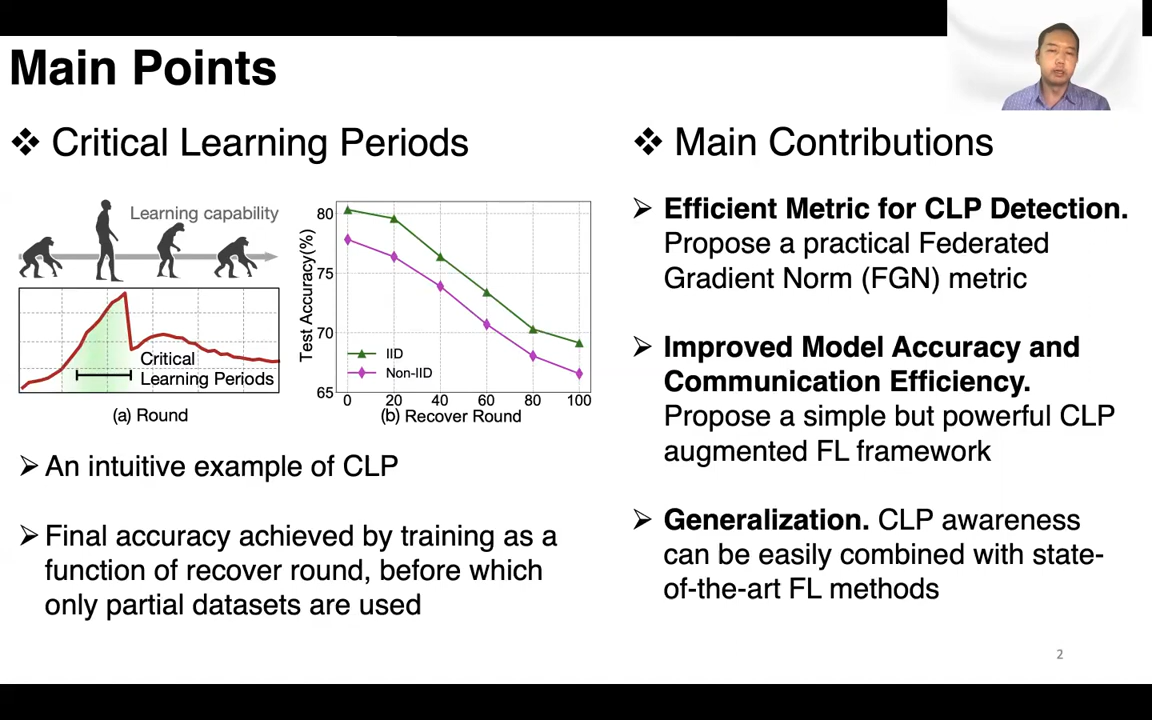 Main Points
❖ Critical Learning Periods
Learning capability
Critical
Learning Periods
(a) Round
Test Accuracy(%)
80
75
70
65
IID
Non-IID
0 20 40 60 80 100
(b) Recover Round
➢ An intuitive example of CLP
➢ Final accuracy achieved by training as a
function of recover round, before which
only partial datasets are used
❖ Main Contributions
➢ Efficient Metric for CLP Detection.
Propose a practical Federated
Gradient Norm (FGN) metric
➢ Improved Model Accuracy and
Communication Efficiency.
Propose a simple but powerful CLP
augmented FL framework
➢ Generalization. CLP awareness
can be easily combined with state-
of-the-art FL methods
2